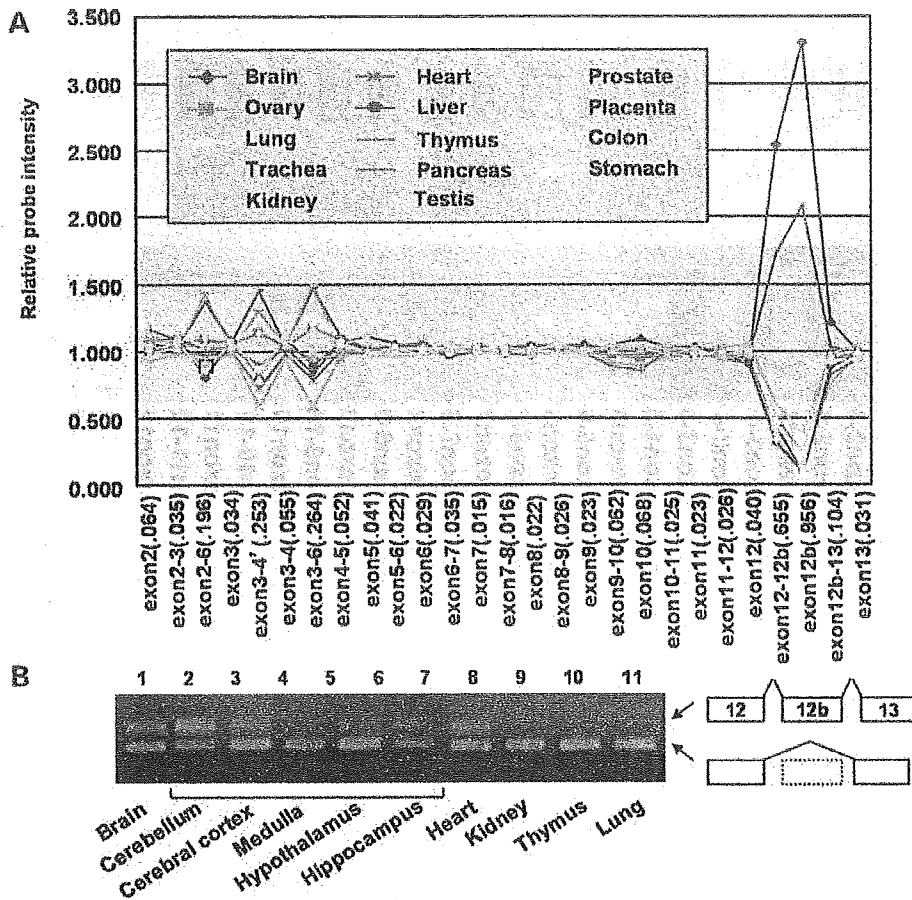 A
3.500
3.000
2.500
2.000
1.500
1.000
0.500
0.000
Relative probe intensity
Brain
Heart
Prostate
Ovary
Liver
Placenta
Lung
Thymus
Colon
Trachea
Pancreas
Stomach
Kidney
Testis
exon2(.064)
exon2-3(.035)
exon2-6(.196)
exon3(.034)
exon3-4'(.253)
exon3-4(.055)
exon3-6(.264)
exon4-5(.052)
exon5(.041)
exon5-6(.022)
exon6(.029)
exon6-7(.035)
exon7(.015)
exon7-8(.016)
exon8(.022)
exon8-9(.026)
exon9(.023)
exon9-10(.062)
exon10(.068)
exon10-11(.025)
exon11(.023)
exon11-12(.026)
exon12(.040)
exon12-12b(.655)
exon12b(.956)
exon12b-13(.104)
exon13(.031)
B
1 2 3 4 5 6 7 8 9 10 11
12 12b 13
Brain
Cerebellum
Cerebral cortex
Medulla
Hypothalamus
Hippocampus
Heart
Kidney
Thymus
Lung